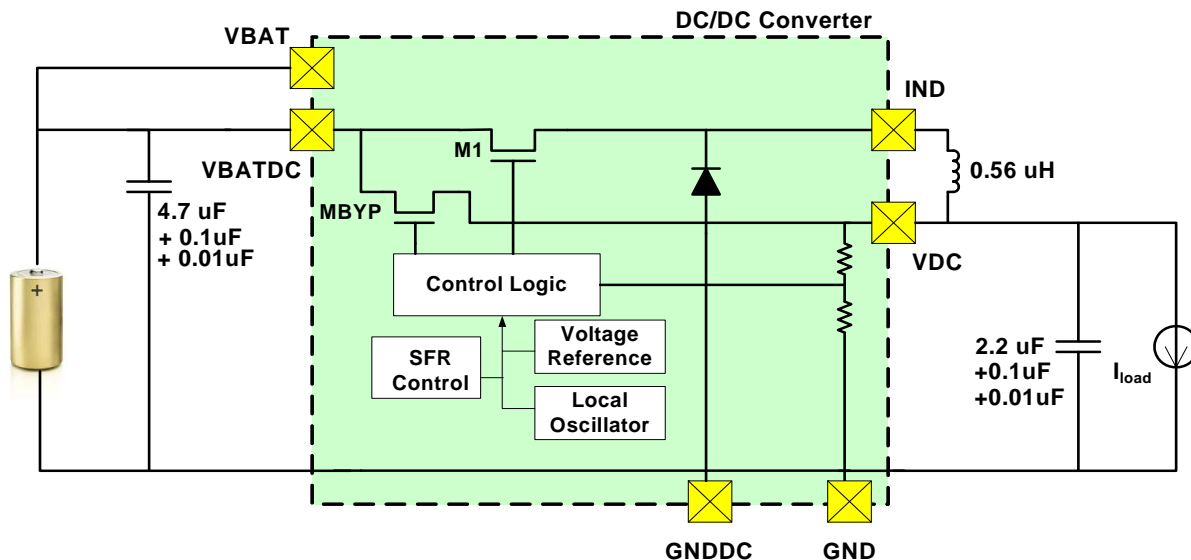 DC/DC Converter
VBAT
IND
VBATDC
M1
0.56 uH
4.7 uF
+ 0.1uF
+ 0.01uF
MBYP
VDC
+
Control Logic
Voltage
Reference
SFR
Control
Local
Oscillator
2.2 uF
+0.1uF
+0.01uF
Iload
GNDDC
GND